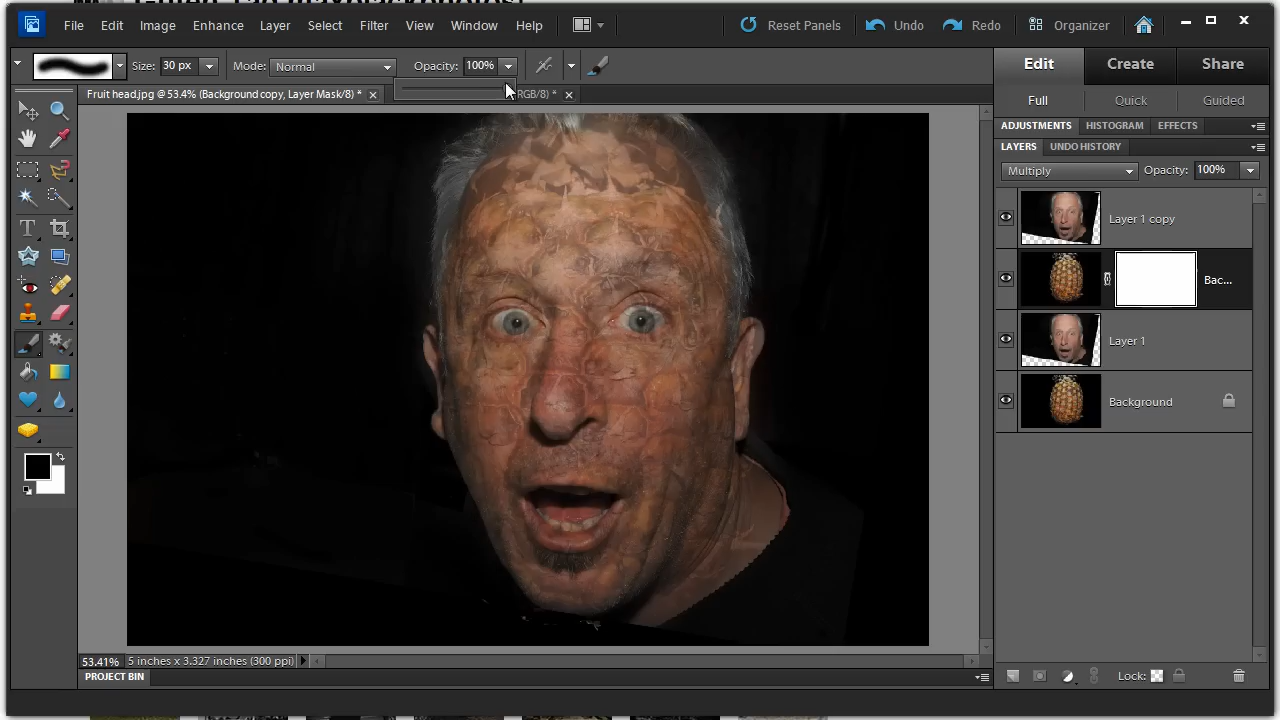 File Edit Image Enhance Layer Select Filter View Window Help Reset Panels Undo Redo Organizer
Size: 30 px Mode: Normal Opacity: 100% Edit Create Share
Fruit head.jpg @ 53.4% (Background copy, Layer Mask/8) * RGB/8) *
Full Quick Guided
ADJUSTMENTS HISTOGRAM EFFECTS
LAYERS UNDO HISTORY
Multiply Opacity: 100%
Layer 1 copy
Bac...
Layer 1
Background
53.41% 5 inches x 3.327 inches (300 ppi)
Lock:
PROJECT BIN